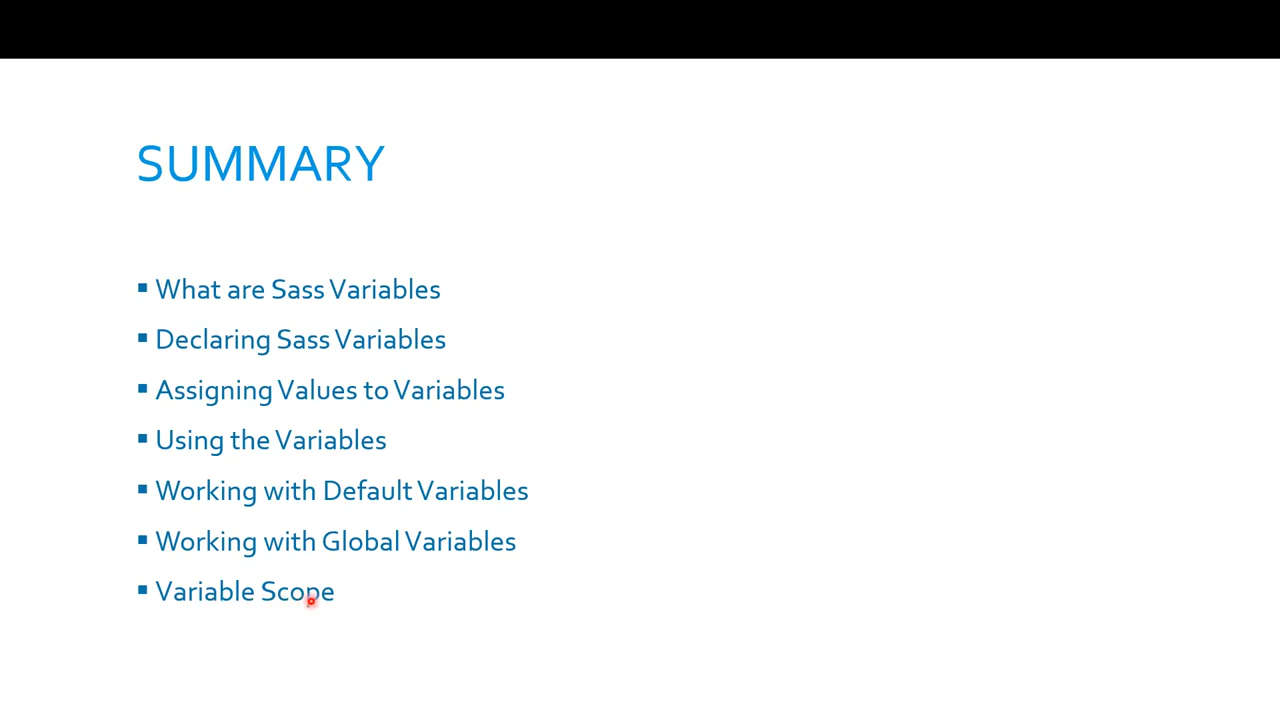 SUMMARY
▪ What are Sass Variables
▪ Declaring Sass Variables
▪ Assigning Values to Variables
▪ Using the Variables
▪ Working with Default Variables
▪ Working with Global Variables
▪ Variable Scope